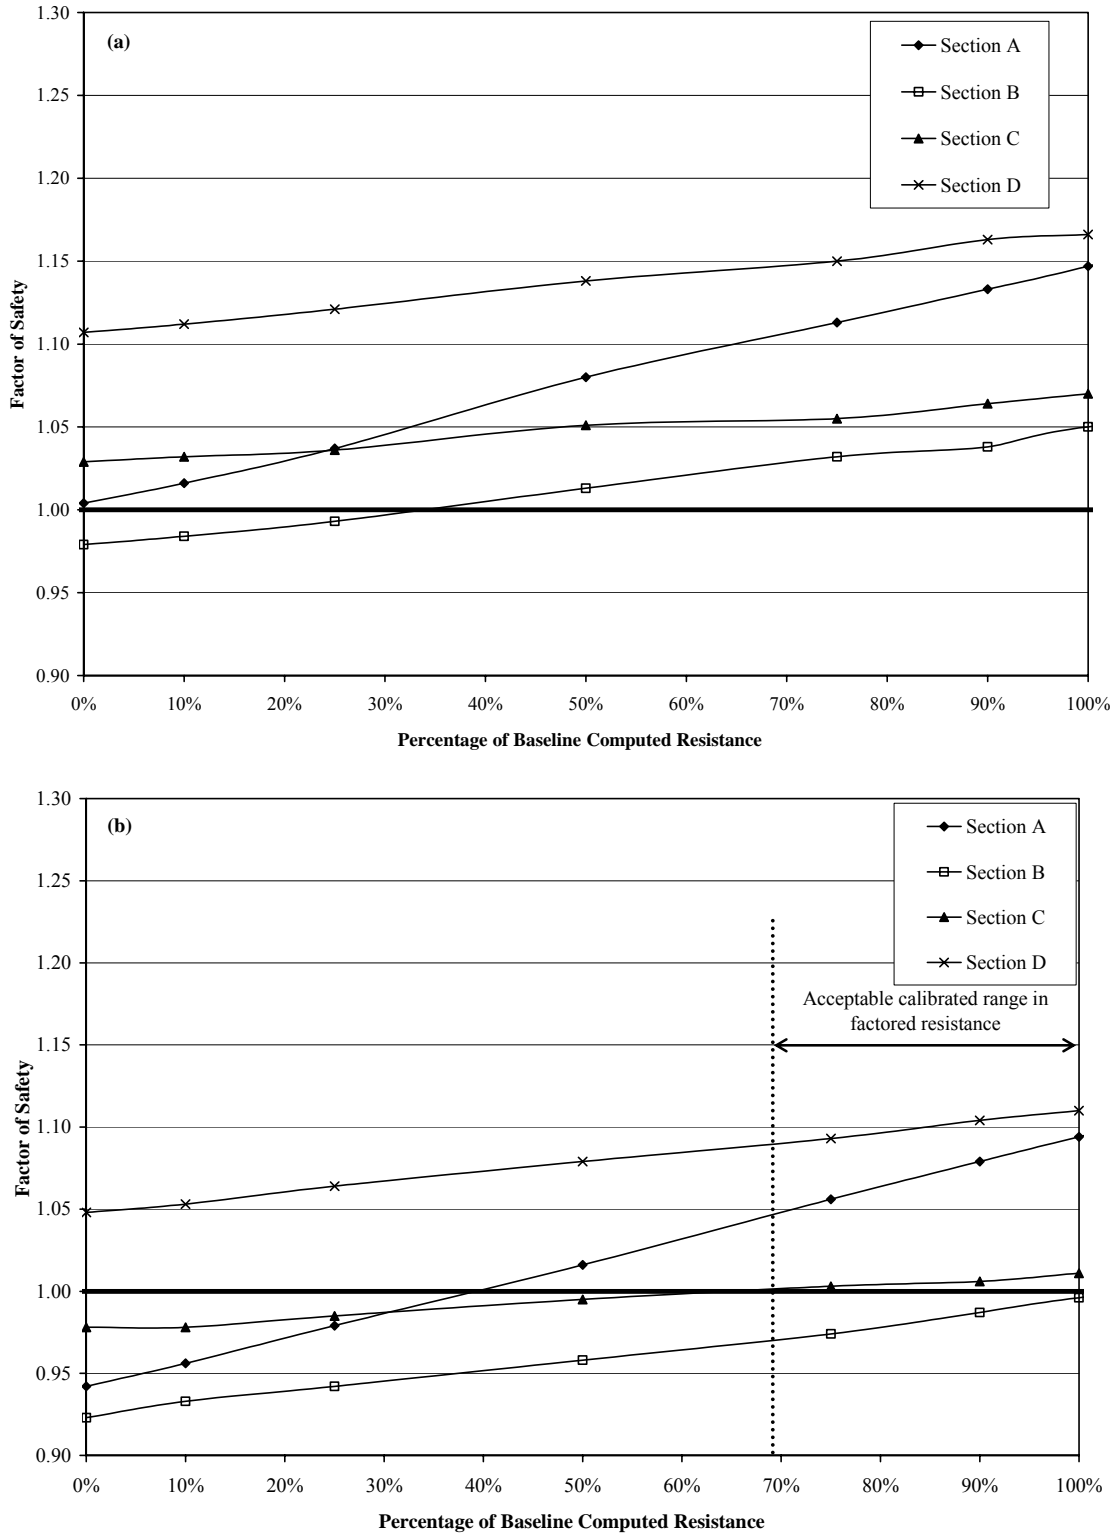 (a)
Section A
Section B
Section C
Section D
1.30
1.25
1.20
1.15
1.10
1.05
1.00
0.95
0.90
Factor of Safety
0% 10% 20% 30% 40% 50% 60% 70% 80% 90% 100%
Percentage of Baseline Computed Resistance
(b)
Section A
Section B
Section C
Section D
Acceptable calibrated range in
factored resistance
1.30
1.25
1.20
1.15
1.10
1.05
1.00
0.95
0.90
Factor of Safety
0% 10% 20% 30% 40% 50% 60% 70% 80% 90% 100%
Percentage of Baseline Computed Resistance